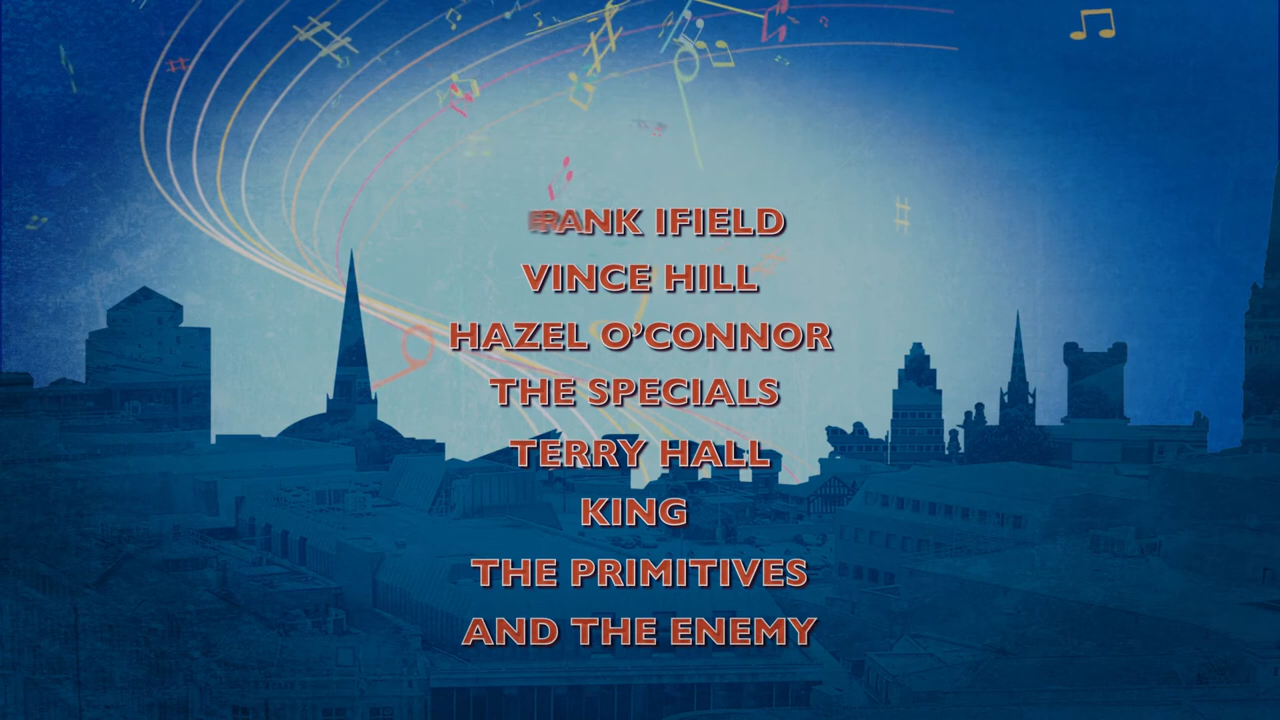 FRANK IFIELD
VINCE HILL
HAZEL O'CONNOR
THE SPECIALS
TERRY HALL
KING
THE PRIMITIVES
AND THE ENEMY